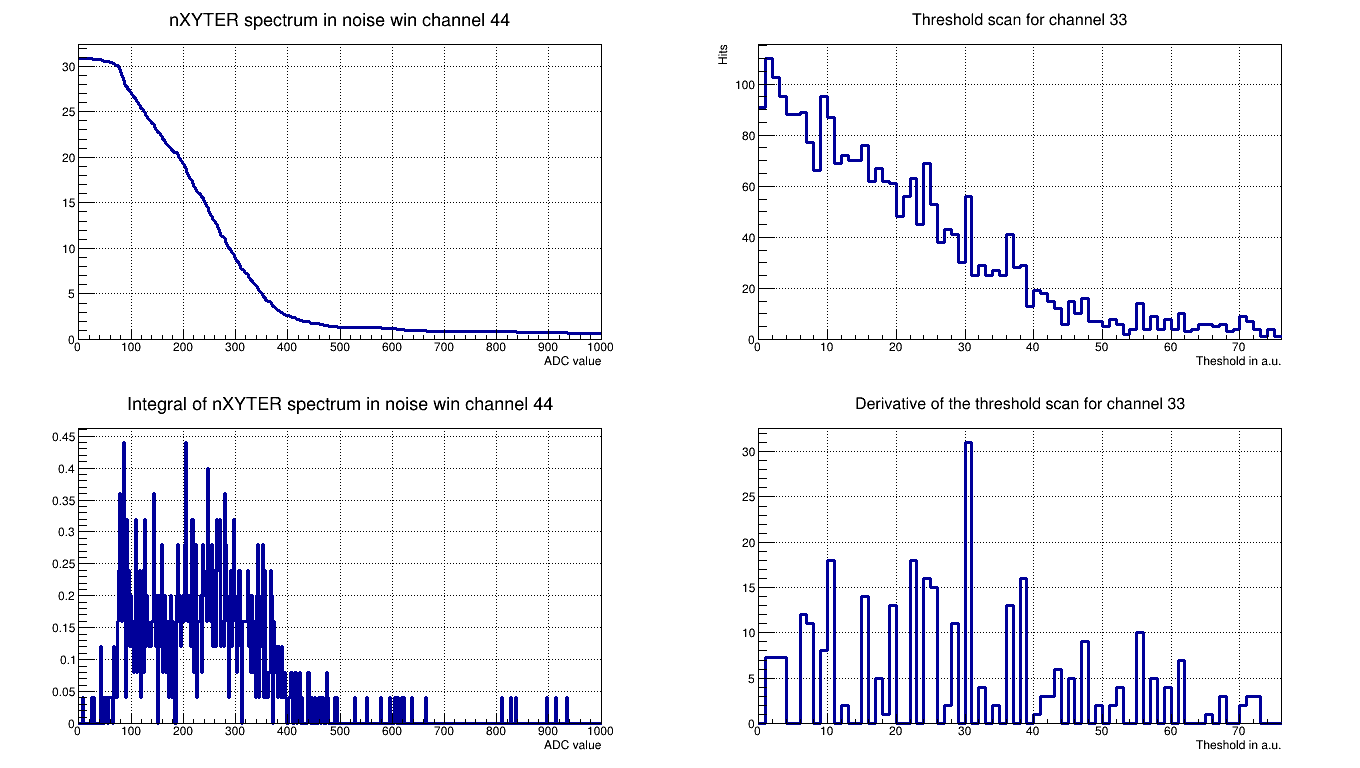 nXYTER spectrum in noise win channel 44
30
25
20
15
10
5
0
0 100 200 300 400 500 600 700 800 900 1000
ADC value
Threshold scan for channel 33
Hits
100
80
60
40
20
0
0 10 20 30 40 50 60 70
Theshold in a.u.
Integral of nXYTER spectrum in noise win channel 44
0.45
0.4
0.35
0.3
0.25
0.2
0.15
0.1
0.05
0
0 100 200 300 400 500 600 700 800 900 1000
ADC value
Derivative of the threshold scan for channel 33
30
25
20
15
10
5
0
0 10 20 30 40 50 60 70
Theshold in a.u.